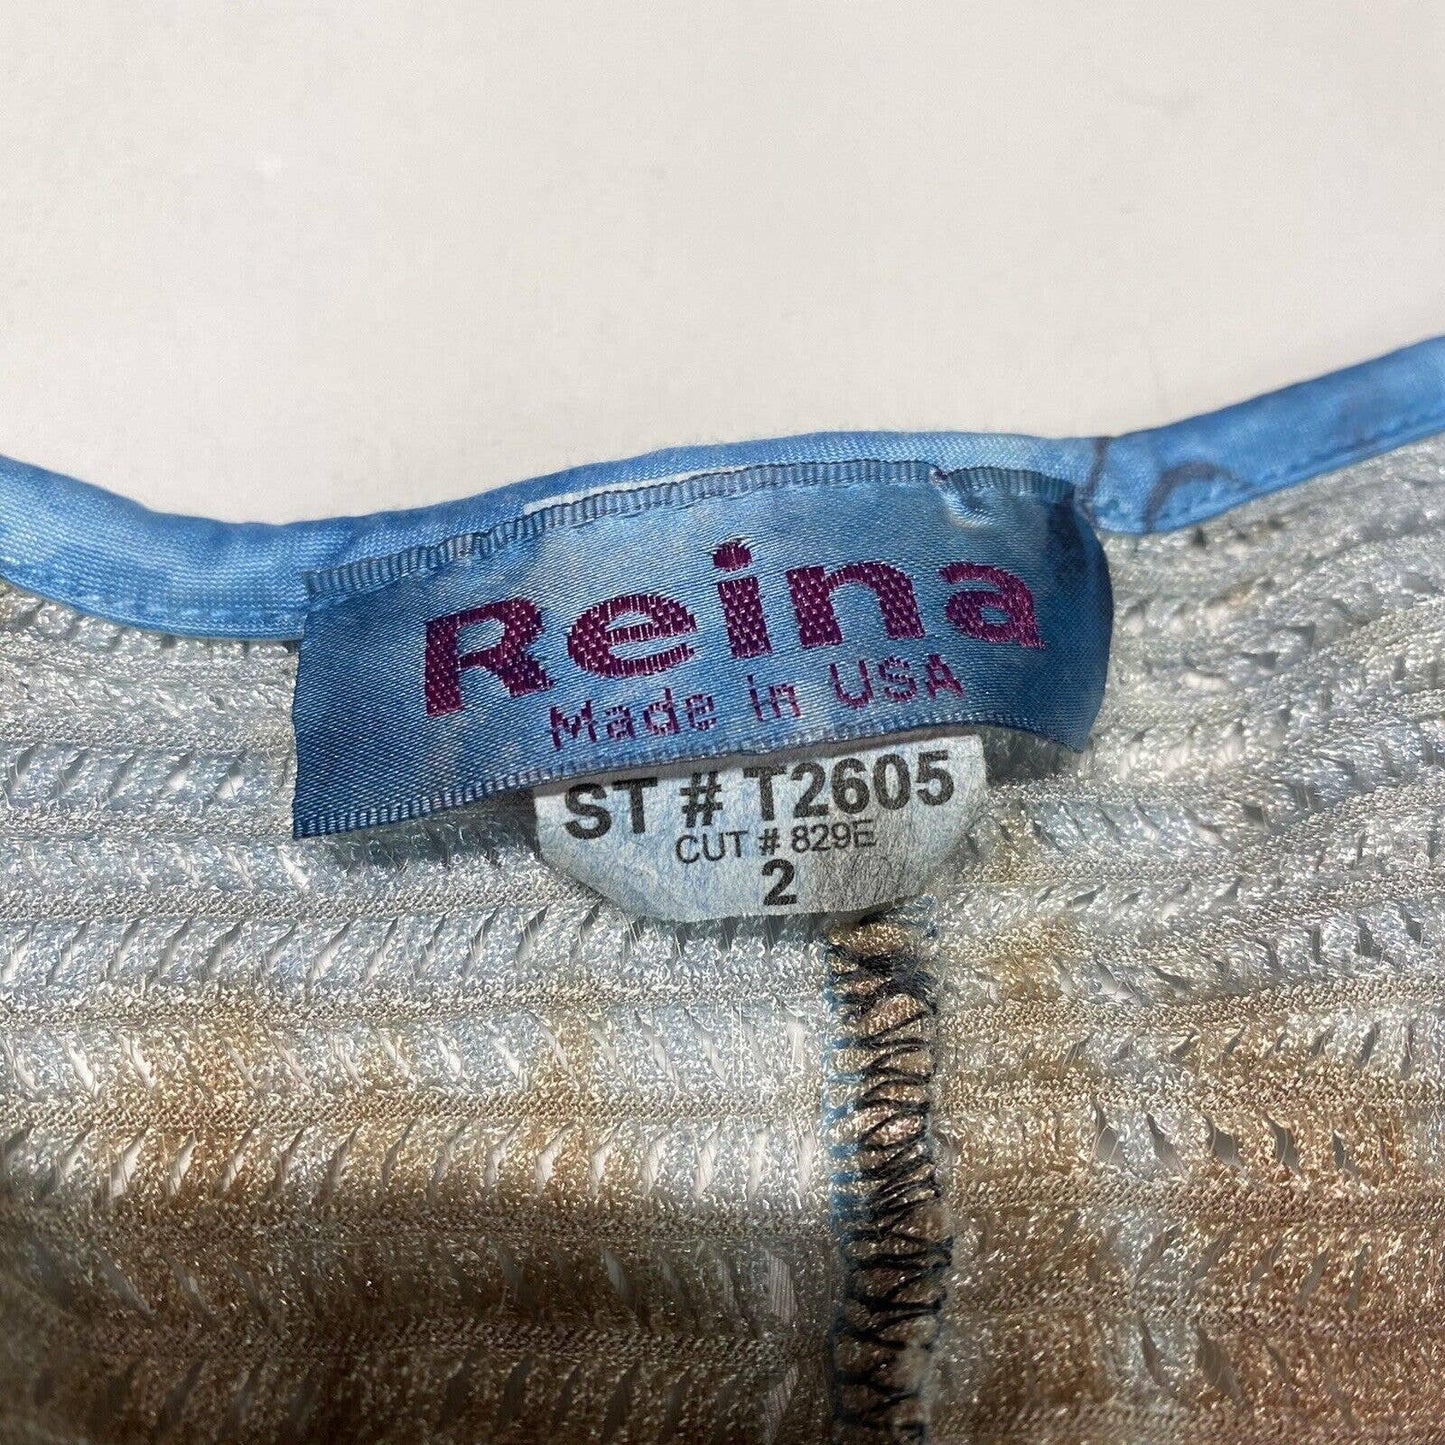 Reina
Made in USA
ST # T2605
CUT # 829E
2